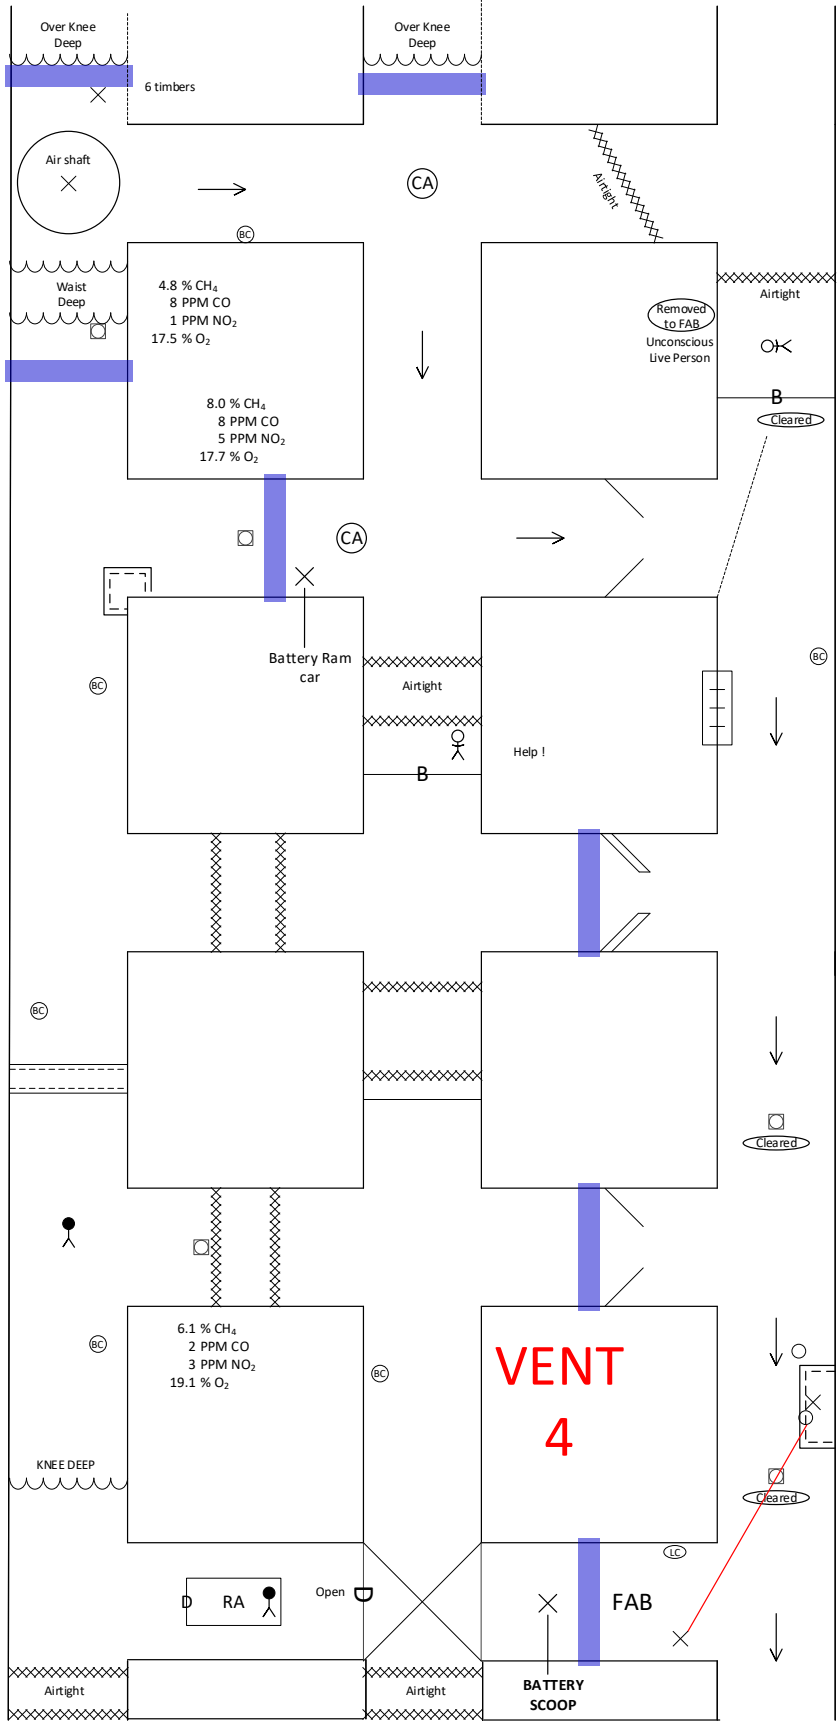 Over Knee
Deep
Over Knee
Deep
6 timbers
Air shaft
CA
Airtight
BC
Waist
Deep
4.8 % CH₄
8 PPM CO
1 PPM NO₂
17.5 % O₂
Airtight
Removed
to FAB
Unconscious
Live Person
8.0 % CH₄
8 PPM CO
5 PPM NO₂
17.7 % O₂
B
Cleared
CA
Battery Ram
car
BC
Airtight
BC
Help !
B
BC
Cleared
6.1 % CH₄
2 PPM CO
3 PPM NO₂
19.1 % O₂
BC
BC
VENT
4
KNEE DEEP
Cleared
LC
D
RA
Open
D
FAB
BATTERY
SCOOP
Airtight
Airtight